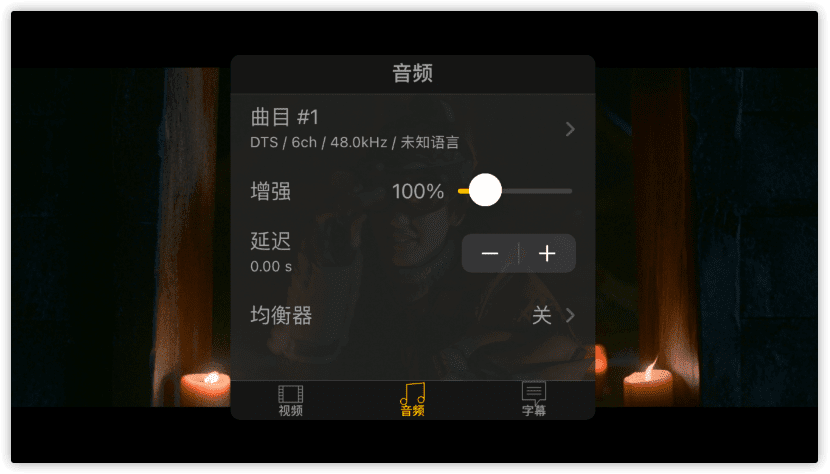 音频
曲目 #1
DTS / 6ch / 48.0kHz / 未知语言
增强 100%
延迟
0.00 s
均衡器 关
视频 音频 字幕